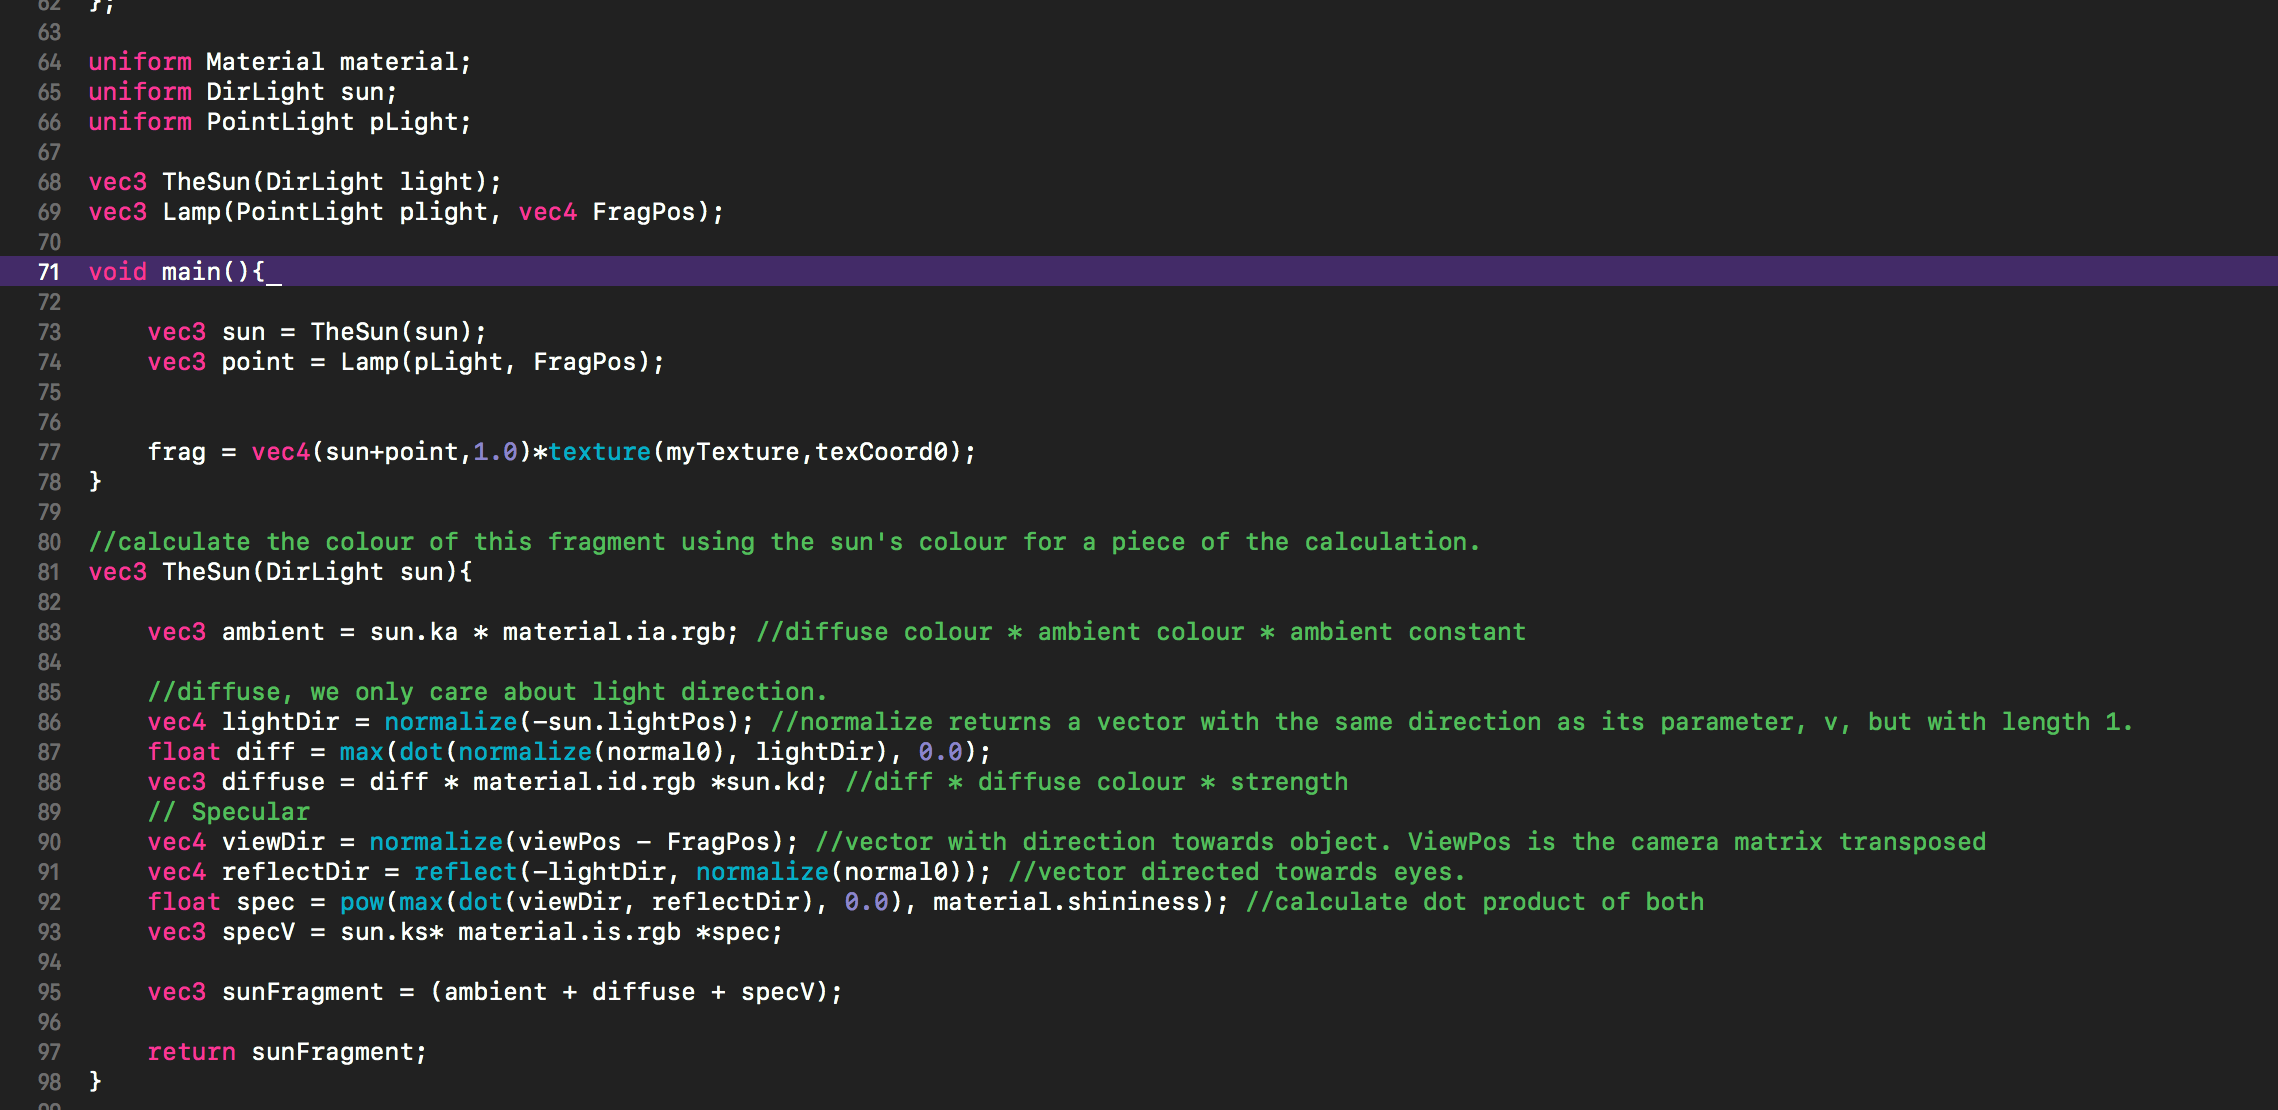 62 };
63
64 uniform Material material;
65 uniform DirLight sun;
66 uniform PointLight pLight;
67
68 vec3 TheSun(DirLight light);
69 vec3 Lamp(PointLight plight, vec4 FragPos);
70
71 void main(){_
72
73 vec3 sun = TheSun(sun);
74 vec3 point = Lamp(pLight, FragPos);
75
76
77 frag = vec4(sun+point,1.0)*texture(myTexture,texCoord0);
78 }
79
80 //calculate the colour of this fragment using the sun's colour for a piece of the calculation.
81 vec3 TheSun(DirLight sun){
82
83 vec3 ambient = sun.ka * material.ia.rgb; //diffuse colour * ambient colour * ambient constant
84
85 //diffuse, we only care about light direction.
86 vec4 lightDir = normalize(-sun.lightPos); //normalize returns a vector with the same direction as its parameter, v, but with length 1.
87 float diff = max(dot(normalize(normal0), lightDir), 0.0);
88 vec3 diffuse = diff * material.id.rgb *sun.kd; //diff * diffuse colour * strength
89 // Specular
90 vec4 viewDir = normalize(viewPos - FragPos); //vector with direction towards object. ViewPos is the camera matrix transposed
91 vec4 reflectDir = reflect(-lightDir, normalize(normal0)); //vector directed towards eyes.
92 float spec = pow(max(dot(viewDir, reflectDir), 0.0), material.shininess); //calculate dot product of both
93 vec3 specV = sun.ks* material.is.rgb *spec;
94
95 vec3 sunFragment = (ambient + diffuse + specV);
96
97 return sunFragment;
98 }
99